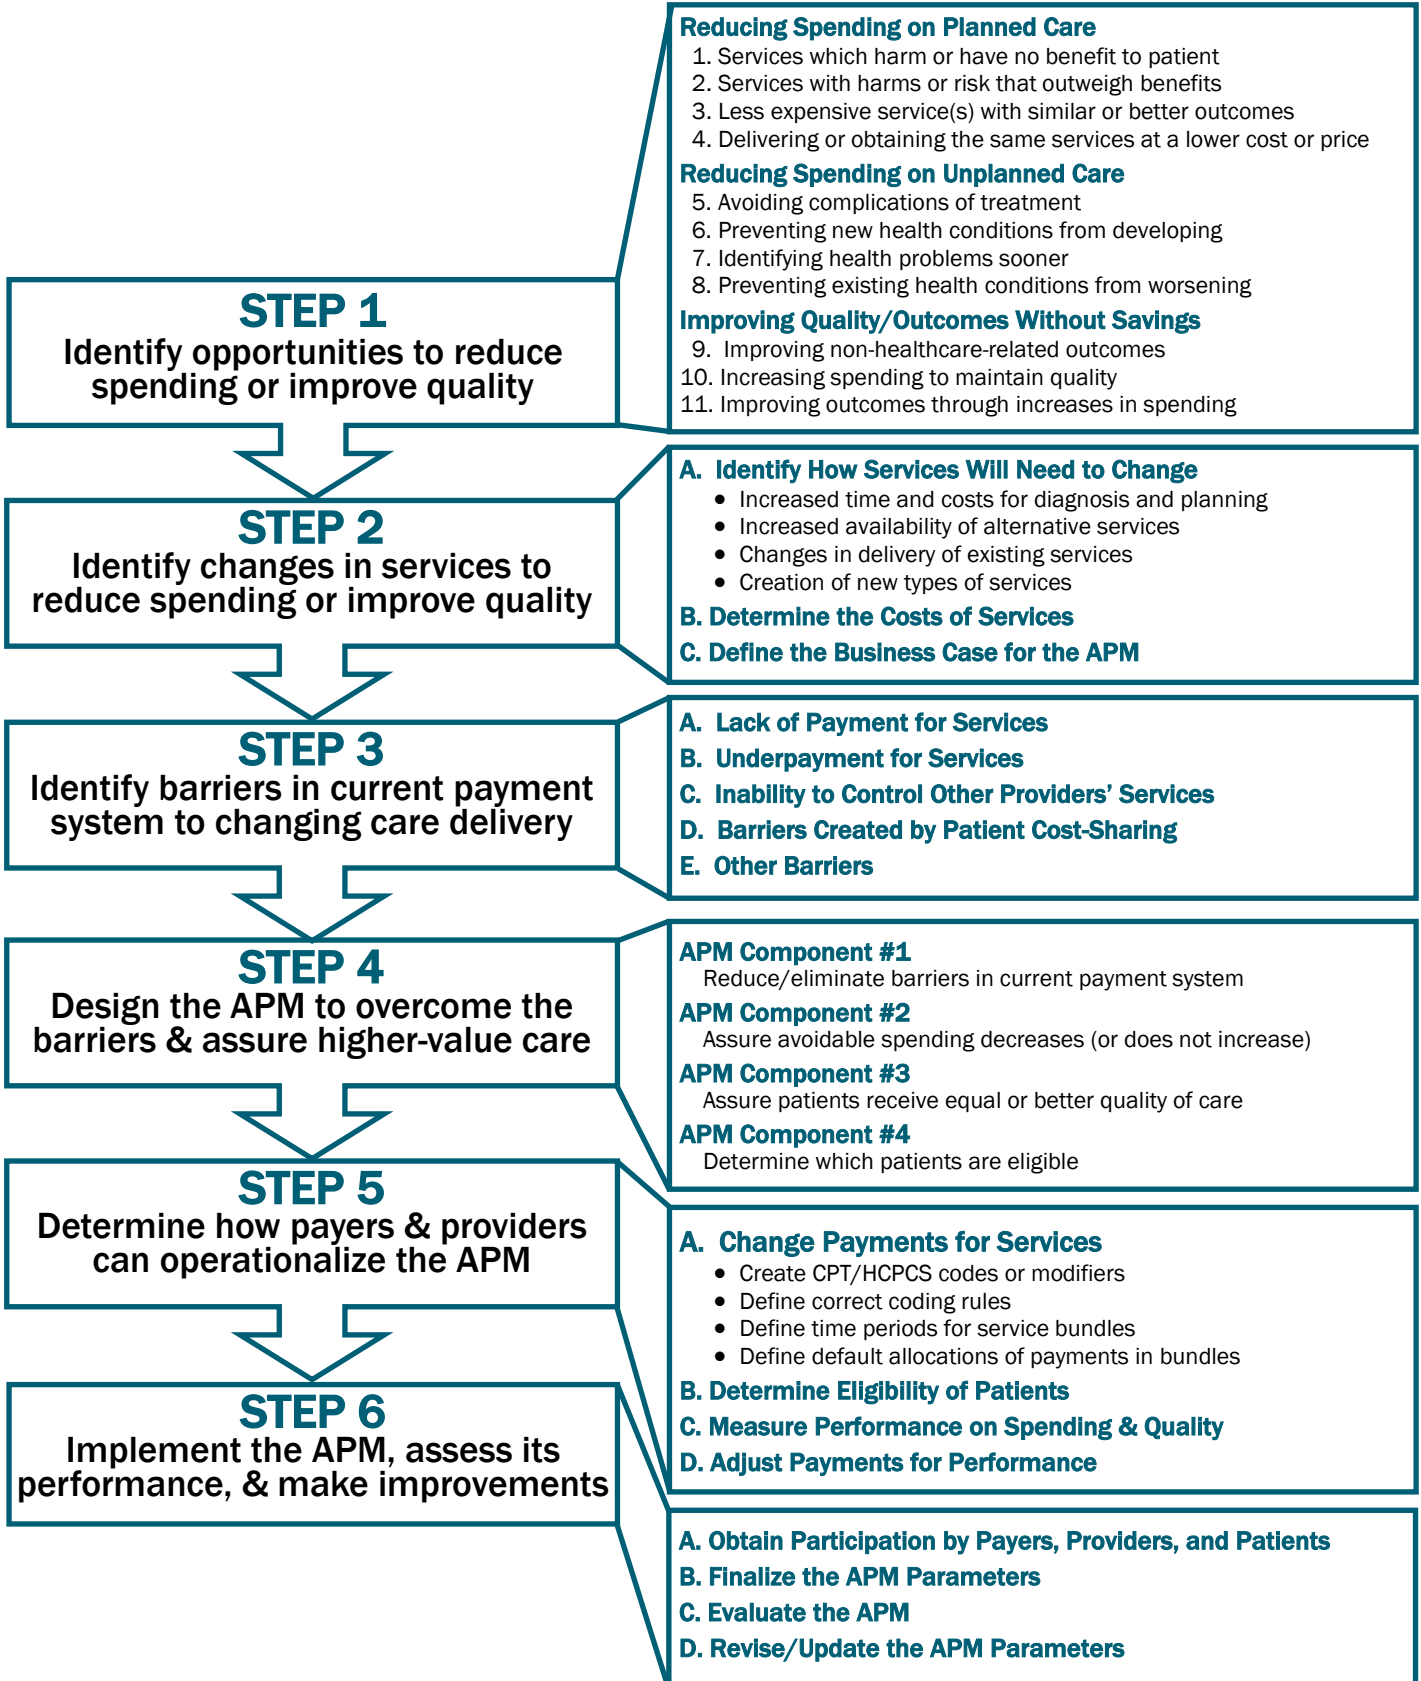 STEP 1
Identify opportunities to reduce
spending or improve quality
Reducing Spending on Planned Care
1. Services which harm or have no benefit to patient
2. Services with harms or risk that outweigh benefits
3. Less expensive service(s) with similar or better outcomes
4. Delivering or obtaining the same services at a lower cost or price
Reducing Spending on Unplanned Care
5. Avoiding complications of treatment
6. Preventing new health conditions from developing
7. Identifying health problems sooner
8. Preventing existing health conditions from worsening
Improving Quality/Outcomes Without Savings
9. Improving non-healthcare-related outcomes
10. Increasing spending to maintain quality
11. Improving outcomes through increases in spending
STEP 2
Identify changes in services to
reduce spending or improve quality
A. Identify How Services Will Need to Change
• Increased time and costs for diagnosis and planning
• Increased availability of alternative services
• Changes in delivery of existing services
• Creation of new types of services
B. Determine the Costs of Services
C. Define the Business Case for the APM
STEP 3
Identify barriers in current payment
system to changing care delivery
A. Lack of Payment for Services
B. Underpayment for Services
C. Inability to Control Other Providers’ Services
D. Barriers Created by Patient Cost-Sharing
E. Other Barriers
STEP 4
Design the APM to overcome the
barriers & assure higher-value care
APM Component #1
Reduce/eliminate barriers in current payment system
APM Component #2
Assure avoidable spending decreases (or does not increase)
APM Component #3
Assure patients receive equal or better quality of care
APM Component #4
Determine which patients are eligible
STEP 5
Determine how payers & providers
can operationalize the APM
A. Change Payments for Services
• Create CPT/HCPCS codes or modifiers
• Define correct coding rules
• Define time periods for service bundles
• Define default allocations of payments in bundles
B. Determine Eligibility of Patients
C. Measure Performance on Spending & Quality
D. Adjust Payments for Performance
STEP 6
Implement the APM, assess its
performance, & make improvements
A. Obtain Participation by Payers, Providers, and Patients
B. Finalize the APM Parameters
C. Evaluate the APM
D. Revise/Update the APM Parameters